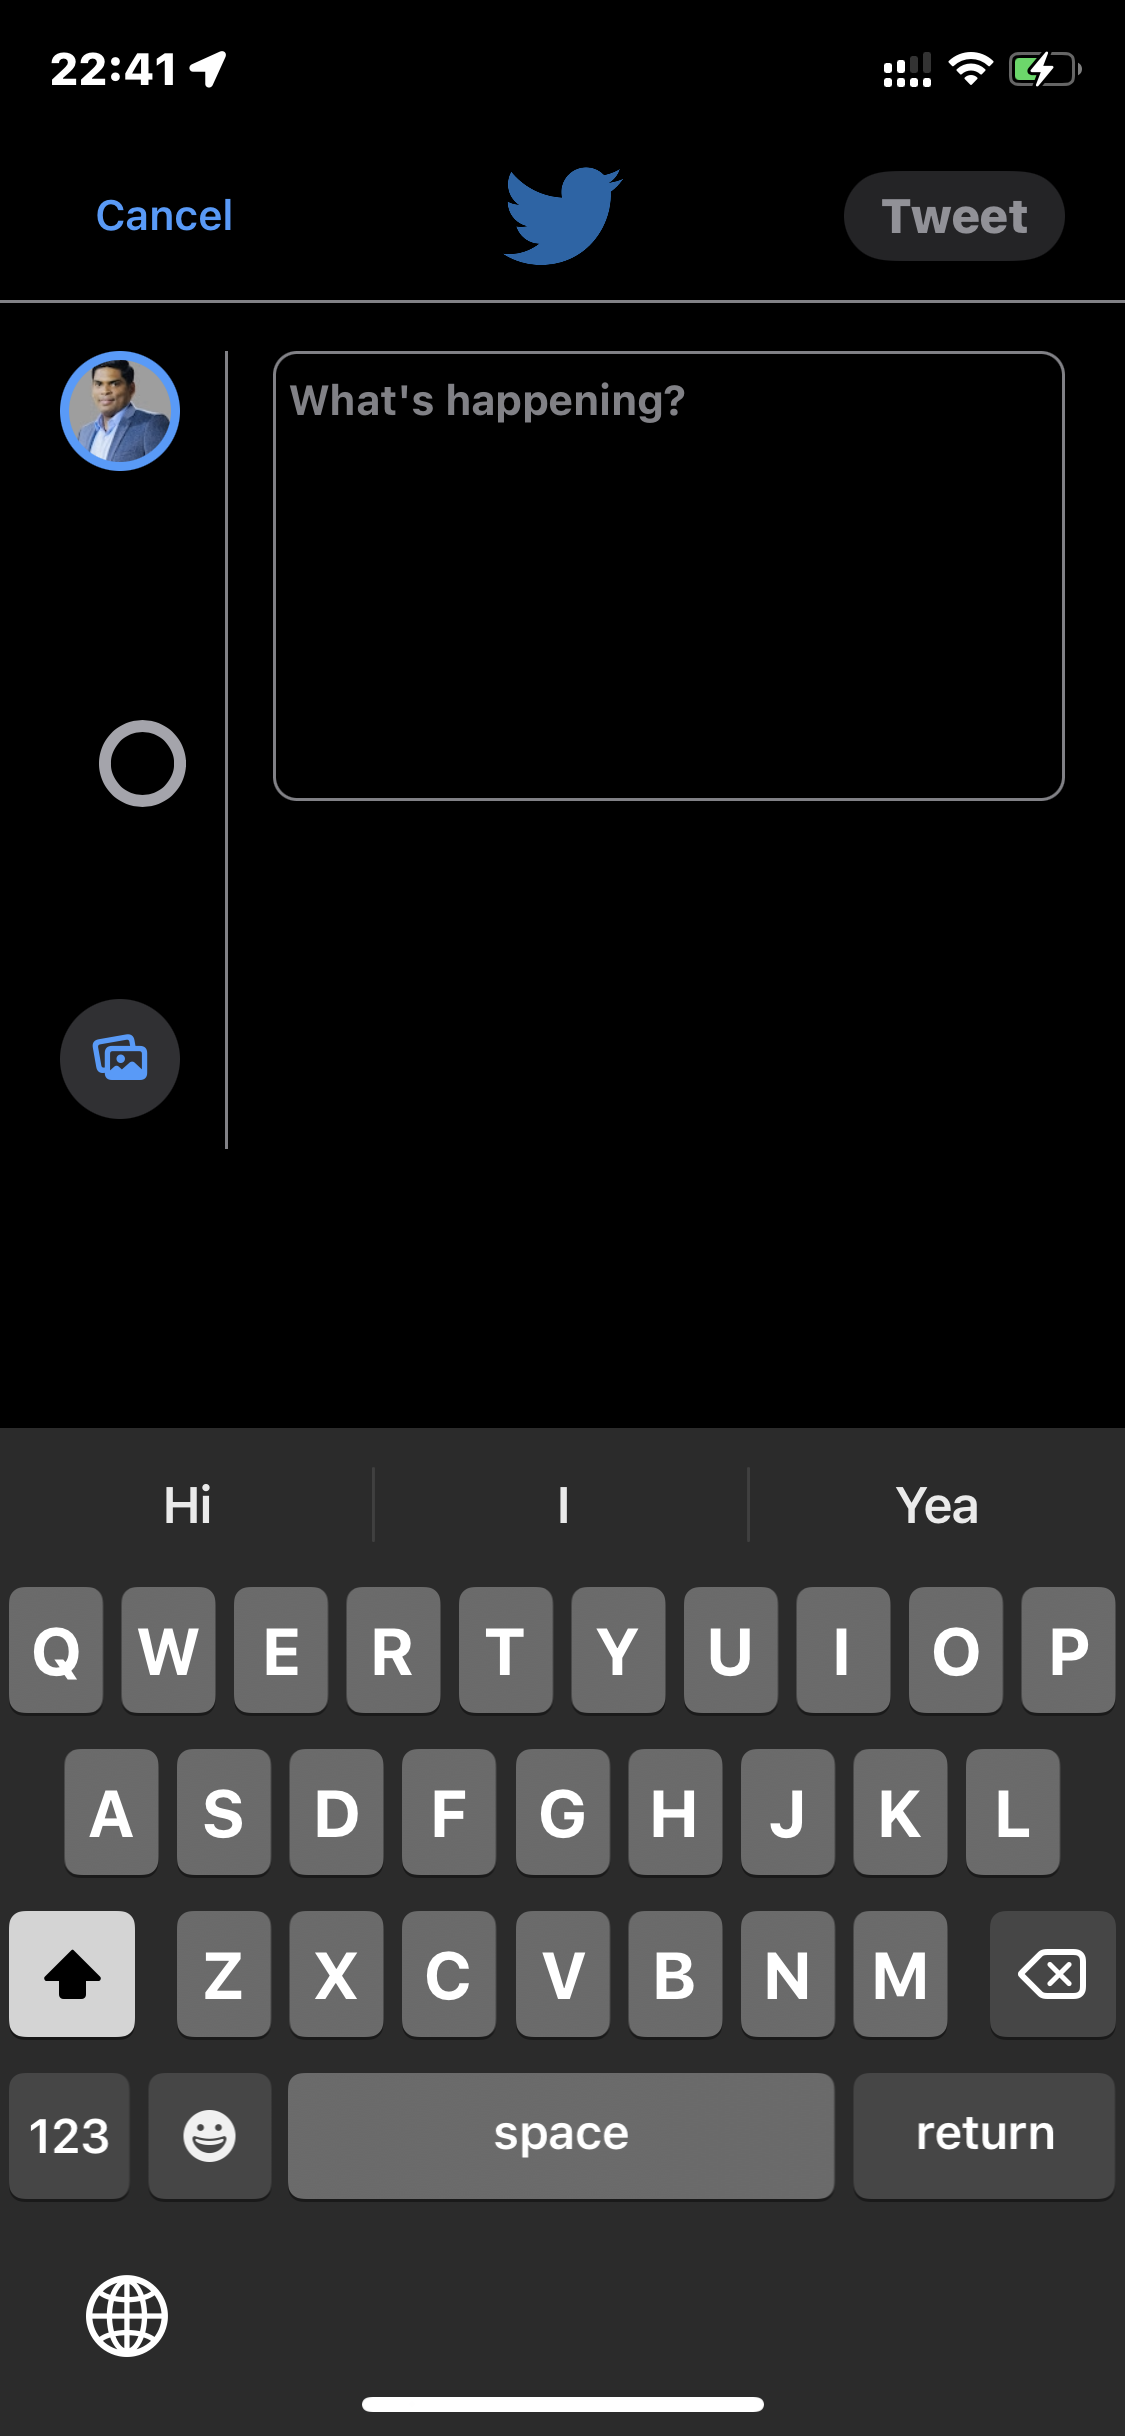 22:41
Cancel
Tweet
What's happening?
Hi I Yea
Q W E R T Y U I O P
A S D F G H J K L
Z X C V B N M
123 space return